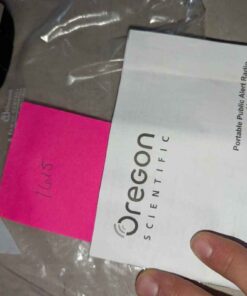 Oregon
SCIENTIFIC
Portable Public Alert Radio